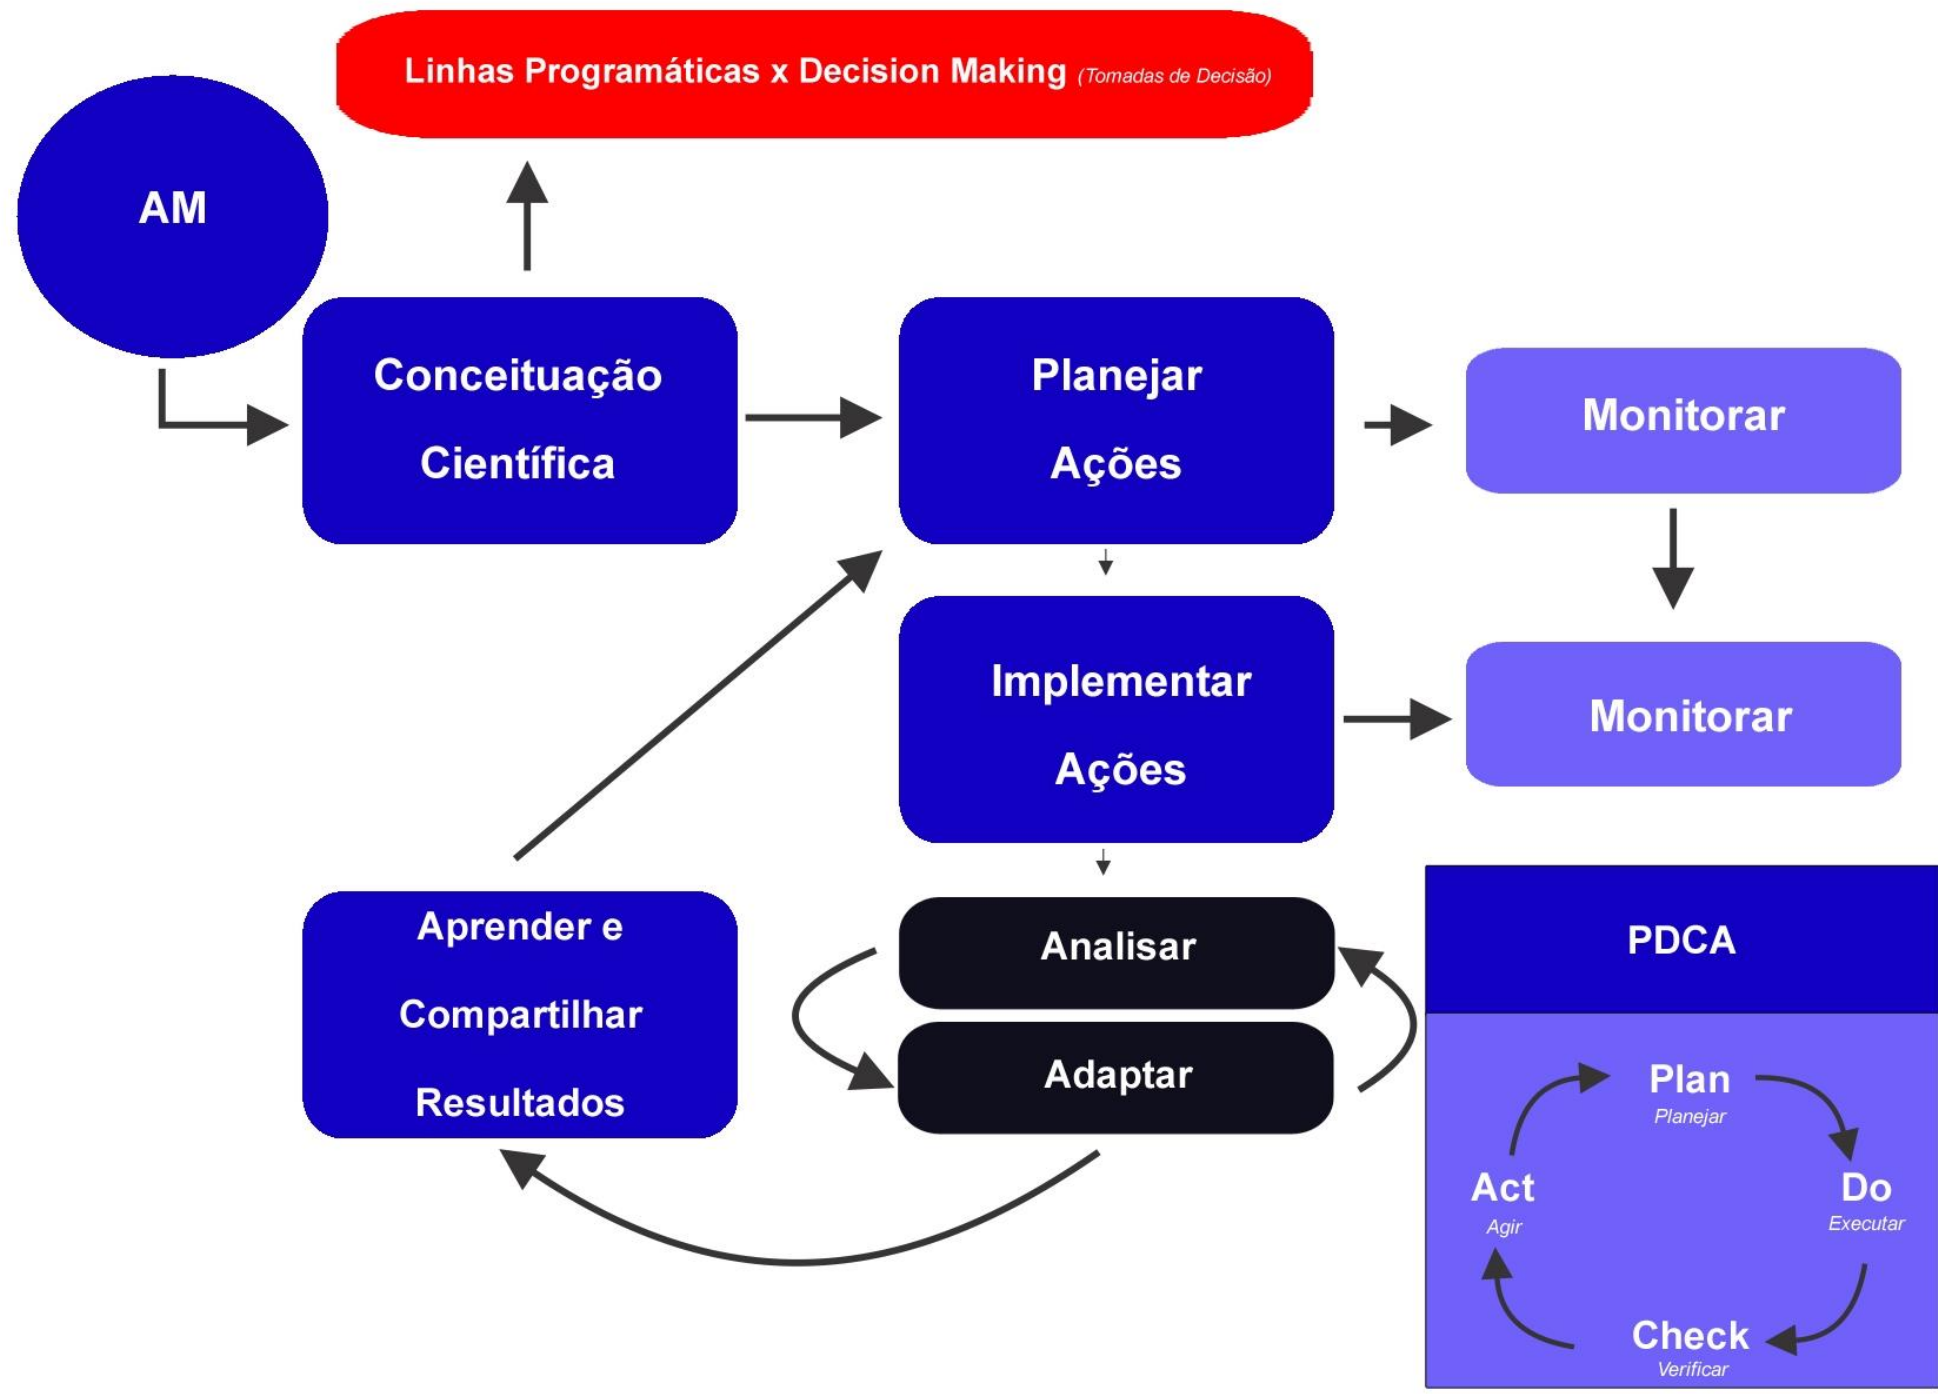 Linhas Programáticas x Decision Making (Tomadas de Decisão)
AM
Conceituação
Científica
Planejar
Ações
Monitorar
Implementar
Ações
Monitorar
Aprender e
Compartilhar
Resultados
Analisar
Adaptar
PDCA
Plan
Planejar
Act
Agir
Do
Executar
Check
Verificar